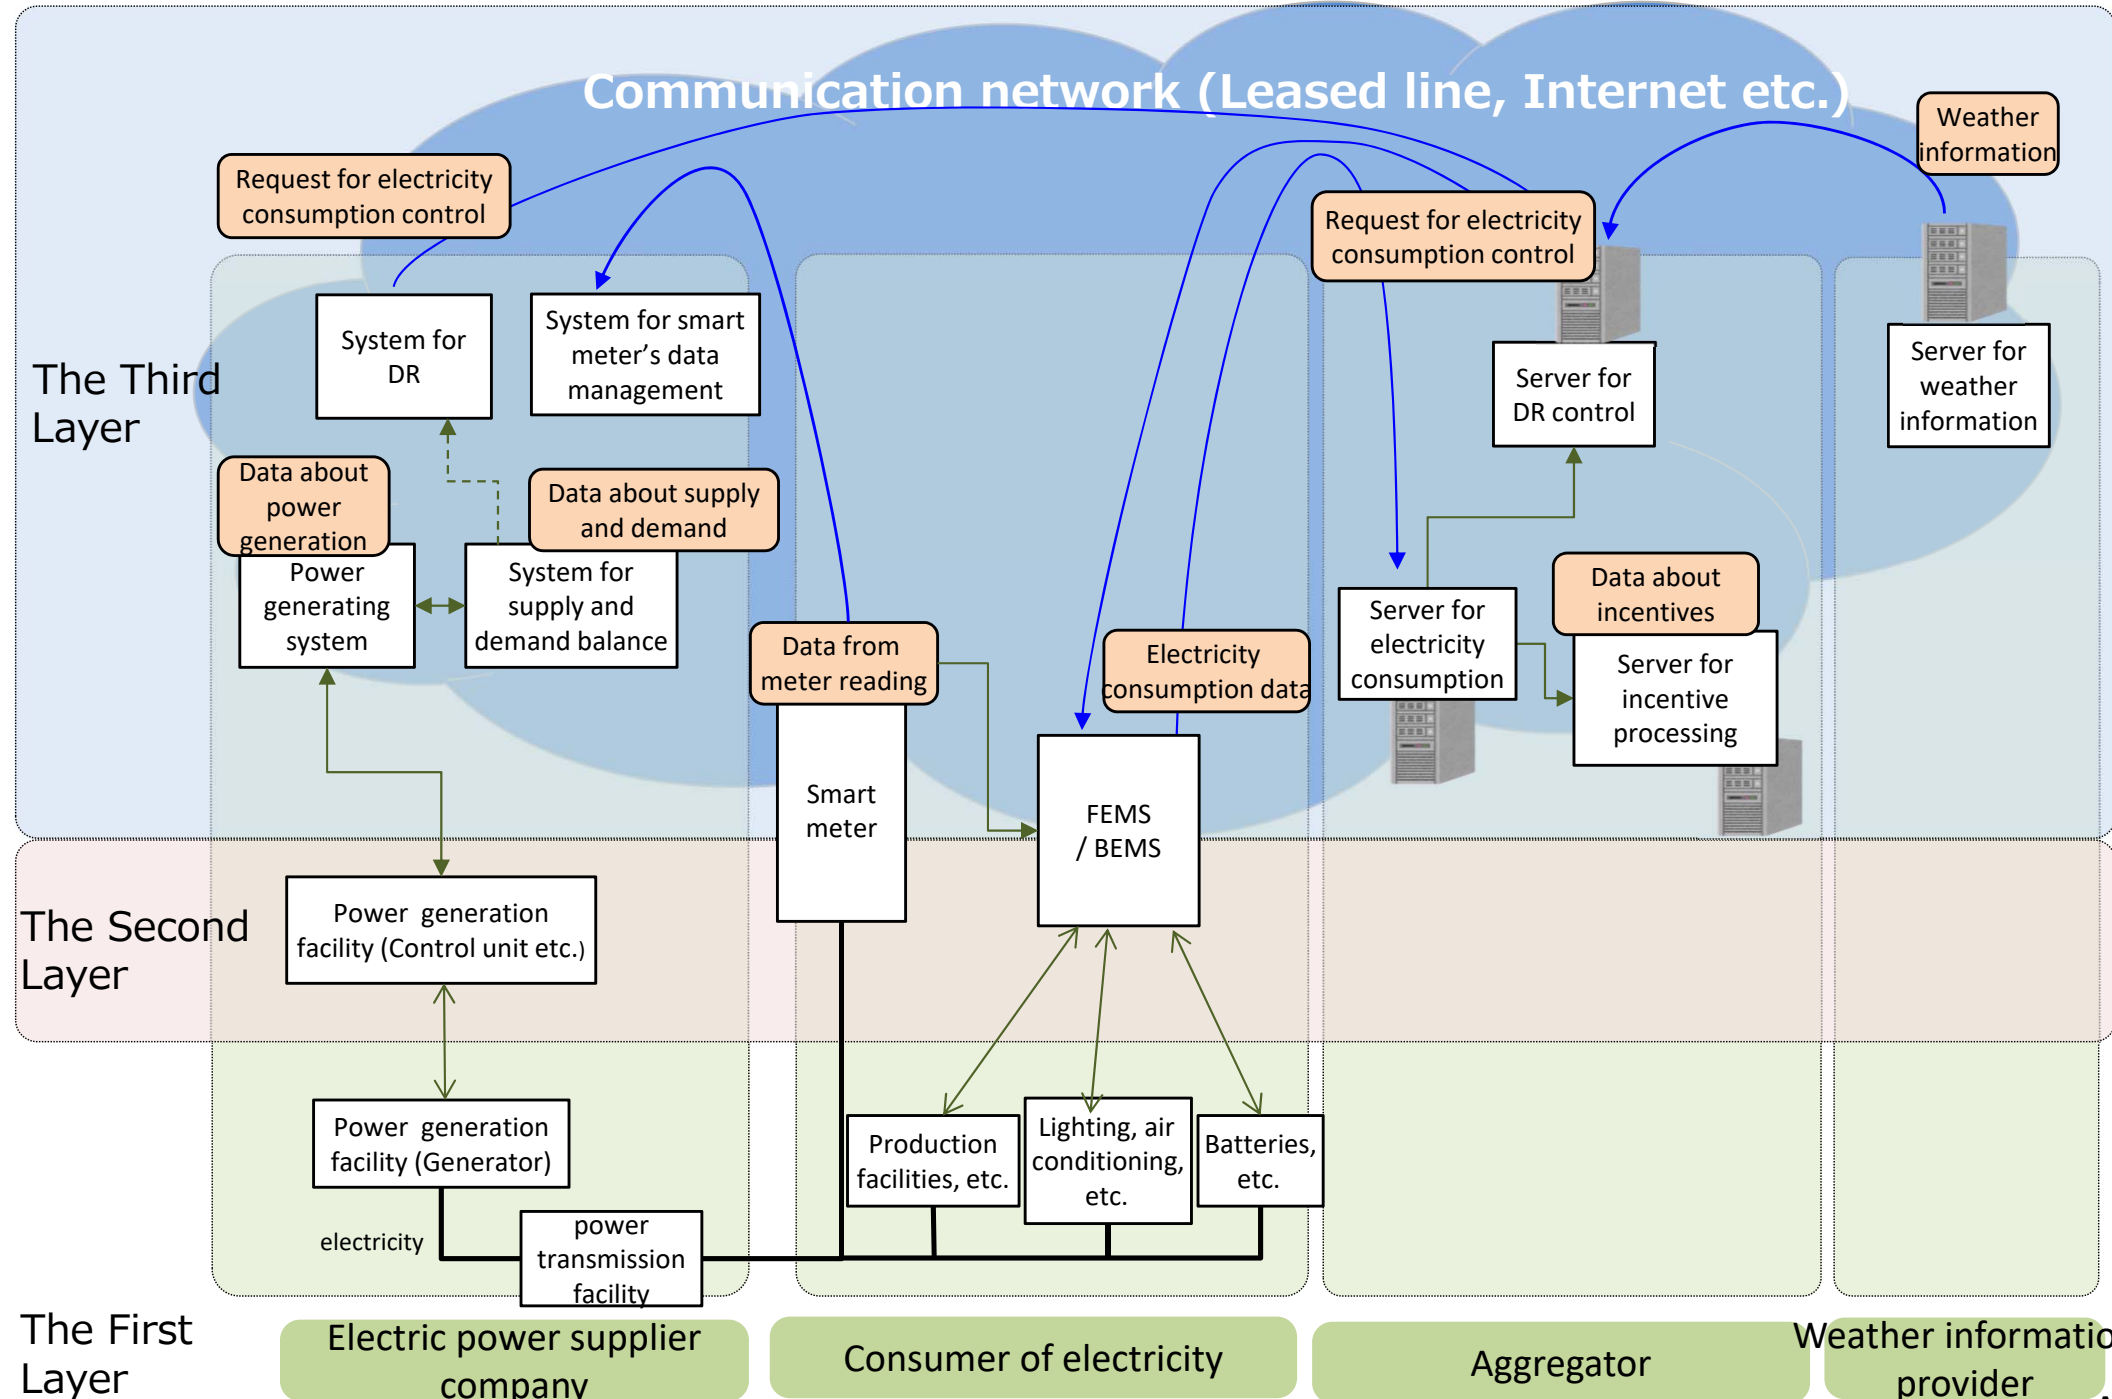 Communication network (Leased line, Internet etc.)
Weather
information
Request for electricity
consumption control
Request for electricity
consumption control
System for
DR
System for smart
meter's data
management
Server for
DR control
Server for
weather
information
The Third
Layer
Data about
power
generation
Data about supply
and demand
Power
generating
system
System for
supply and
demand balance
Data from
meter reading
Electricity
consumption data
Server for
electricity
consumption
Data about
incentives
Server for
incentive
processing
Smart
meter
FEMS
/ BEMS
The Second
Layer
Power generation
facility (Control unit etc.)
Power generation
facility (Generator)
Production
facilities, etc.
Lighting, air
conditioning,
etc.
Batteries,
etc.
electricity
power
transmission
facility
The First
Layer
Electric power supplier
company
Consumer of electricity
Aggregator
Weather informatio
provider